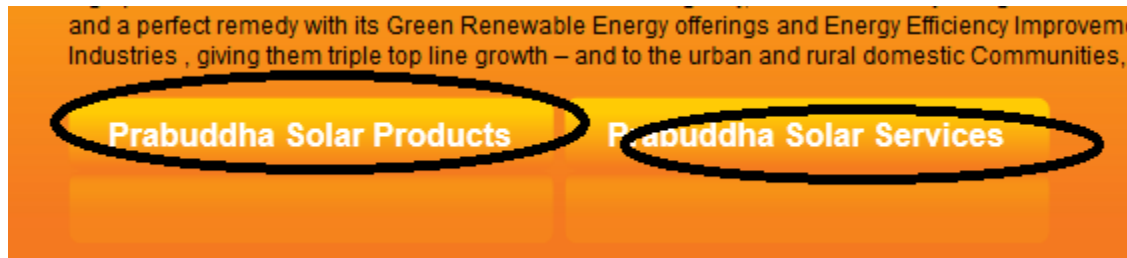 and a perfect remedy with its Green Renewable Energy offerings and Energy Efficiency
Industries , giving them triple top line growth – and to the urban and rural domestic Communities,
Prabuddha Solar Products
Prabuddha Solar Services